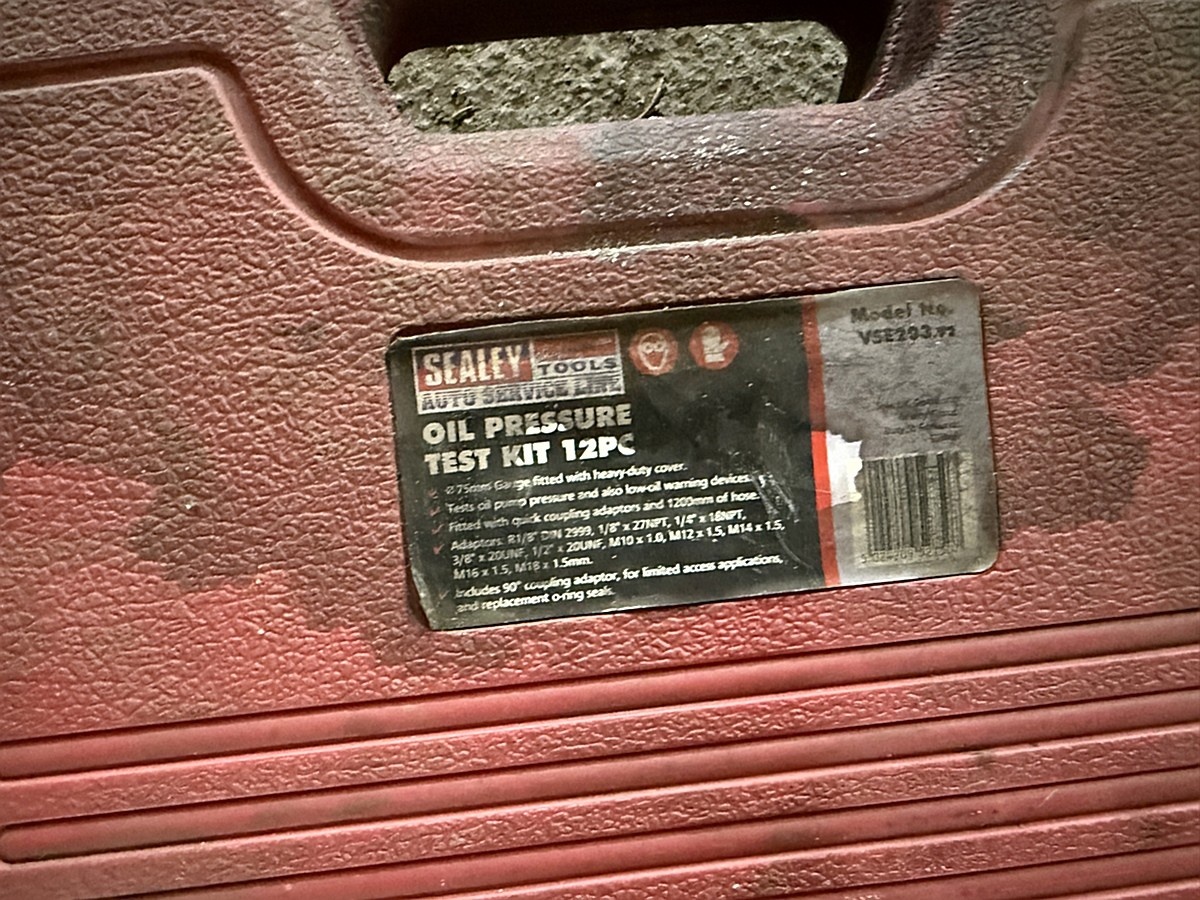 SEALEY
TOOLS
AUTO SERVICE LINE
OIL PRESSURE
TEST KIT 12PC
Ø75mm Gauge fitted with heavy-duty cover.
Tests oil pump pressure and also low-oil warning devices.
Fitted with quick coupling adaptors and 1200mm of hose.
Adaptors: R1/8" DIN 2999, 1/8" x 27NPT, 1/4" x 18NPT,
3/8" x 20UNF, 1/2" x 20UNF, M10 x 1.0, M12 x 1.5, M14 x 1.5,
M16 x 1.5, M18 x 1.5mm.
Includes 90° coupling adaptor, for limited access applications,
and replacement o-ring seals.
Model No.
VSE203.V2